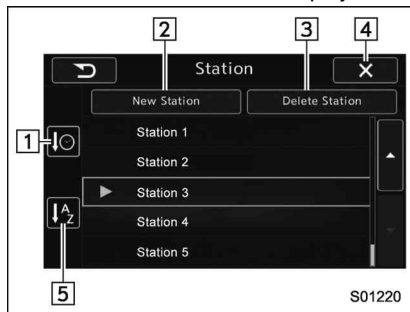 2 3 4
Station X
New Station Delete Station
1
Station 1
Station 2
Station 3
A
Z
Station 4
Station 5
5
S01220